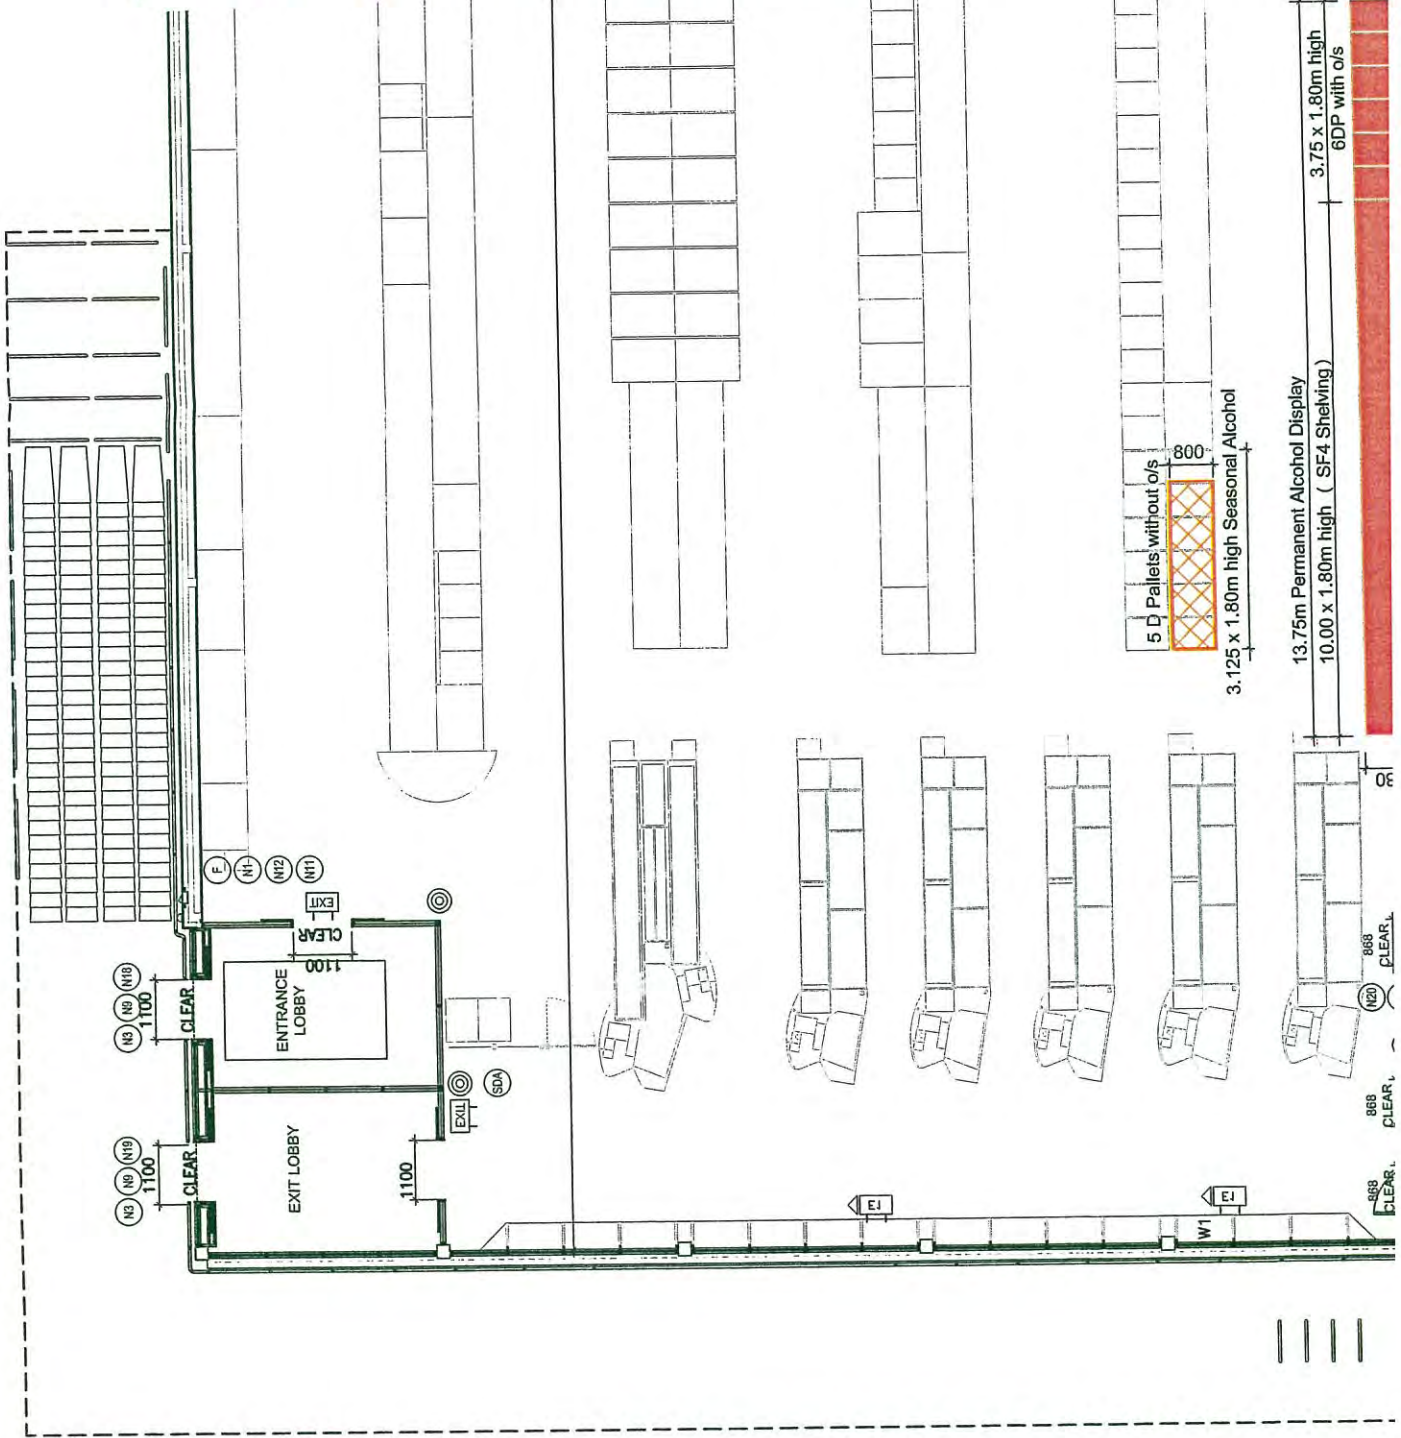 3.75 x 1.80m high
6DP with o/s
13.75m Permanent Alcohol Display
10.00 x 1.80m high ( SF4 Shelving )
800
5 D Pallets without o/s
3.125 x 1.80m high Seasonal Alcohol
F
N1
N12
N11
EXIT
CLEAR
1100
ENTRANCE
LOBBY
N3 N9 N18
1100
CLEAR
SDA
EXIT
N3 N9 N19
1100
CLEAR
EXIT LOBBY
1100
W1
N20
868
CLEAR
868
CLEAR
868
CLEAR